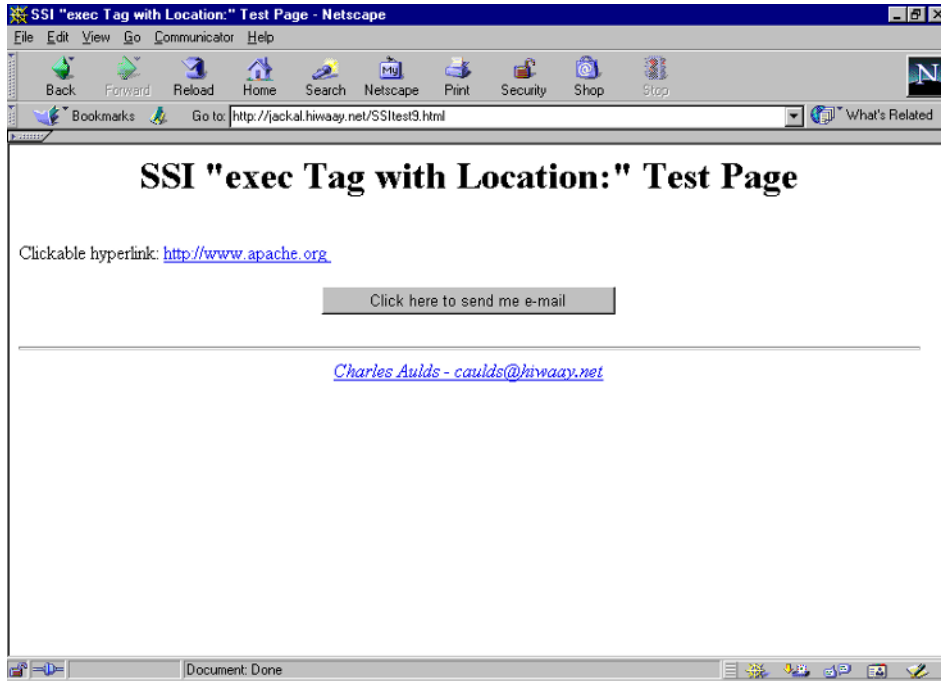 SSI "exec Tag with Location:" Test Page - Netscape
File Edit View Go Communicator Help
Back Forward Reload Home Search Netscape Print Security Shop Stop
My
N
Bookmarks Go to: http://jackal.hiwaay.net/SSItest9.html What's Related
SSI "exec Tag with Location:" Test Page
Clickable hyperlink: http://www.apache.org
Click here to send me e-mail
Charles Aulds - caulds@hiwaay.net
Document: Done